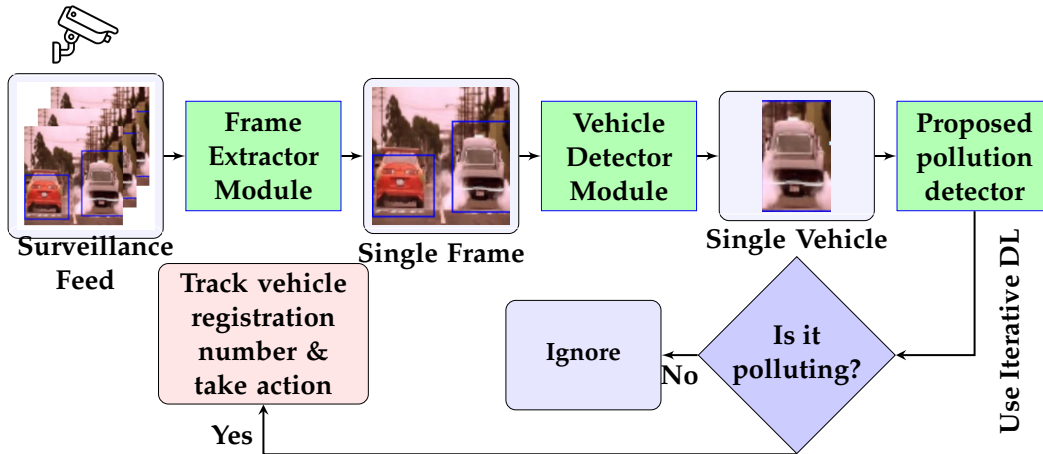 Frame
Extractor
Module
Vehicle
Detector
Module
Proposed
pollution
detector
Surveillance
Feed
Single Frame
Single Vehicle
Use Iterative DL
Track vehicle
registration
number &
take action
Ignore
Is it
polluting?
No
Yes